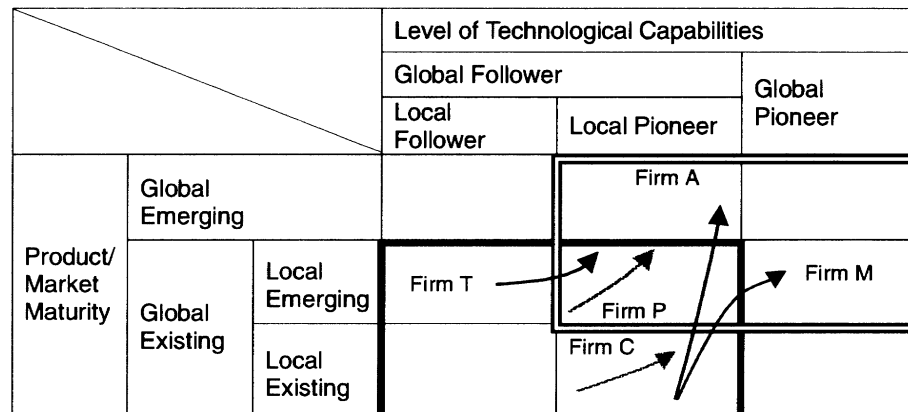 Level of Technological Capabilities
Global Follower
Global
Pioneer
Local
Follower
Local Pioneer
Product/
Market
Maturity
Global
Emerging
Firm A
Global
Existing
Local
Emerging
Firm T
Firm P
Firm M
Local
Existing
Firm C